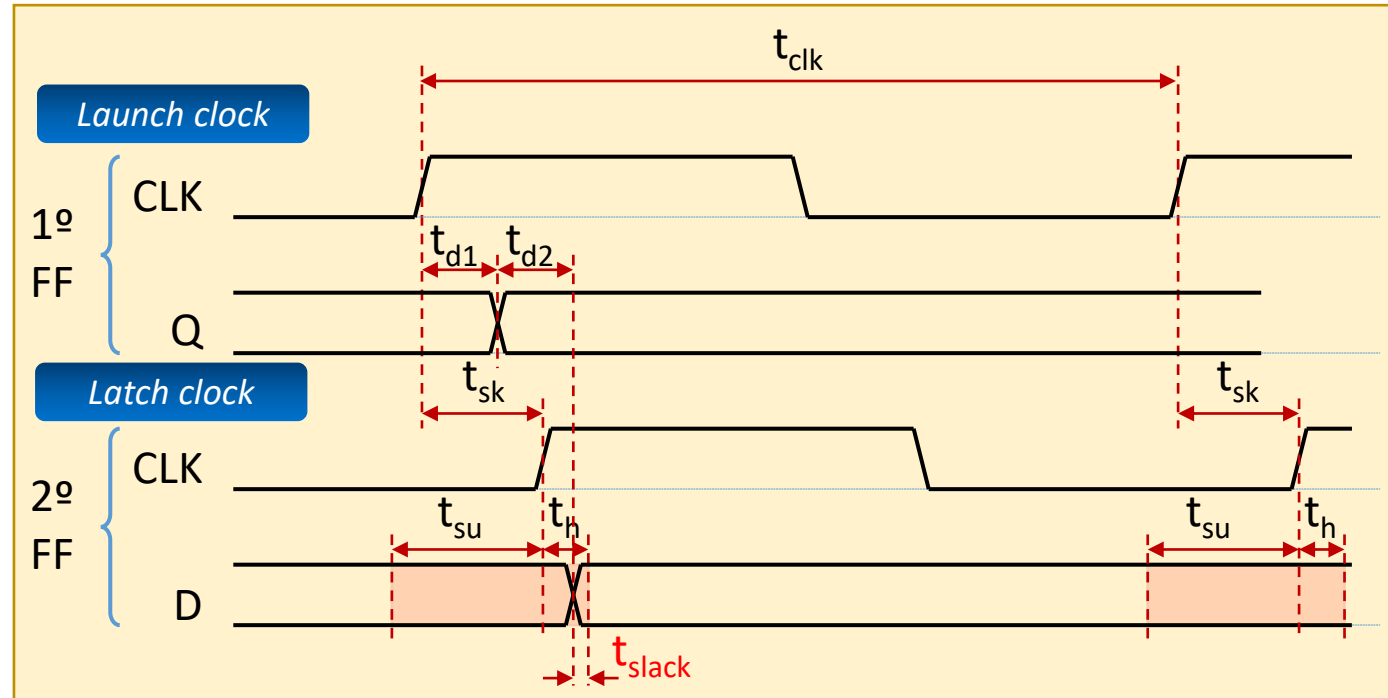 t_clk
Launch clock
CLK
1º
FF
t_d1 t_d2
Q
t_sk t_sk
Latch clock
CLK
2º
FF
t_su t_h t_su t_h
D
t_slack